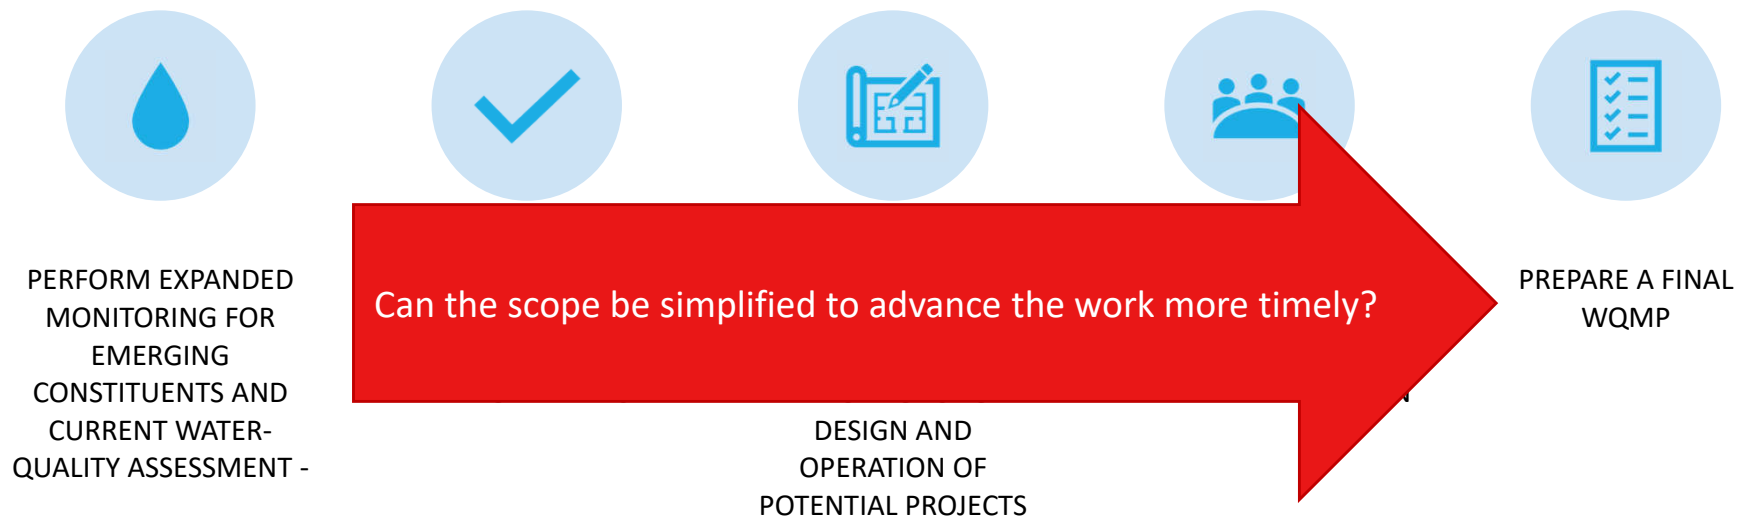 PERFORM EXPANDED
MONITORING FOR
EMERGING
CONSTITUENTS AND
CURRENT WATER-
QUALITY ASSESSMENT -
Can the scope be simplified to advance the work more timely?
DESIGN AND
OPERATION OF
POTENTIAL PROJECTS
PREPARE A FINAL
WQMP